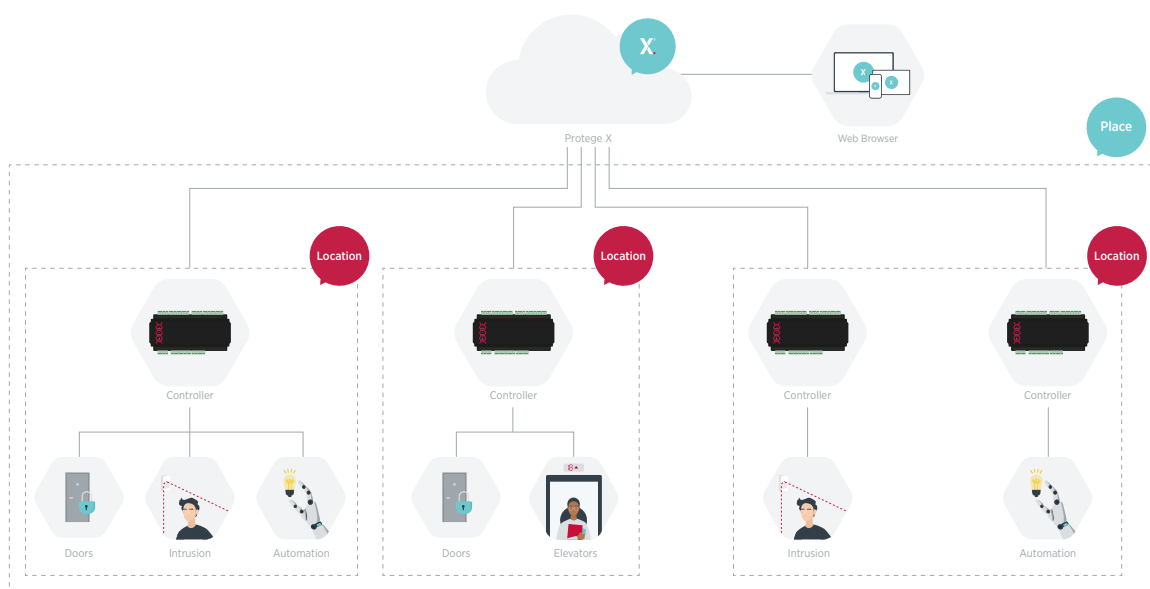 X.
X
X
Protege X
Web Browser
Place
Location
Location
Location
Controller
Controller
Controller
Controller
Doors
Intrusion
Automation
Doors
Elevators
Intrusion
Automation